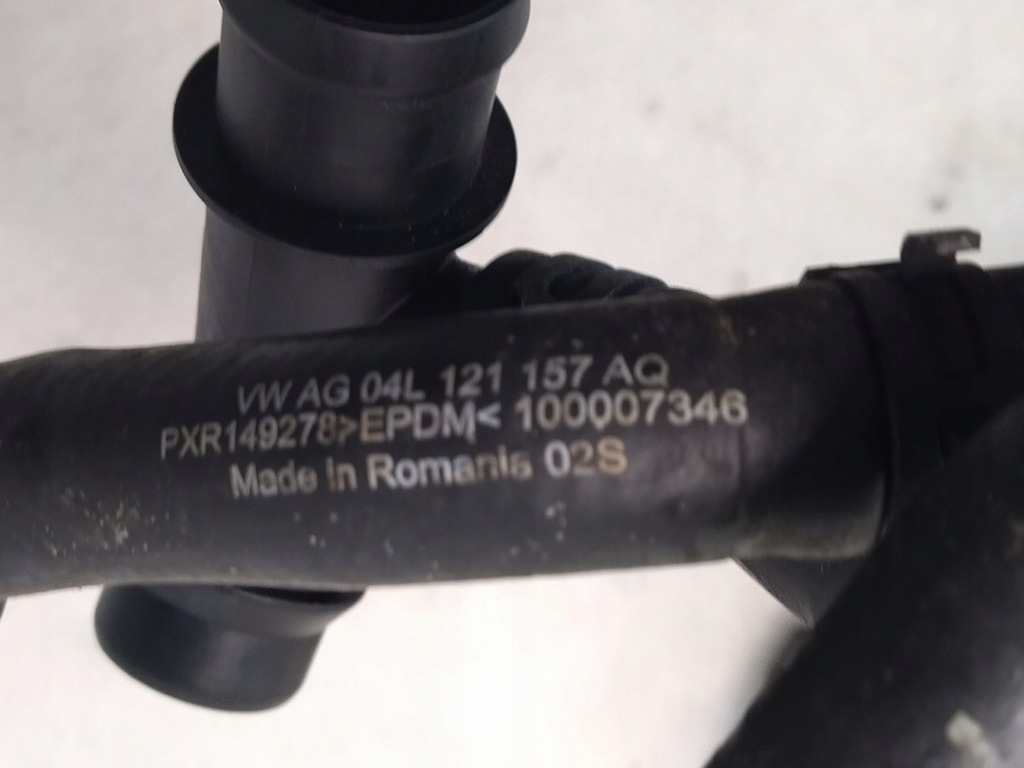 VW AG 04L 121 157 AQ
PXR149278>EPDM< 100007346
Made in Romania 02S